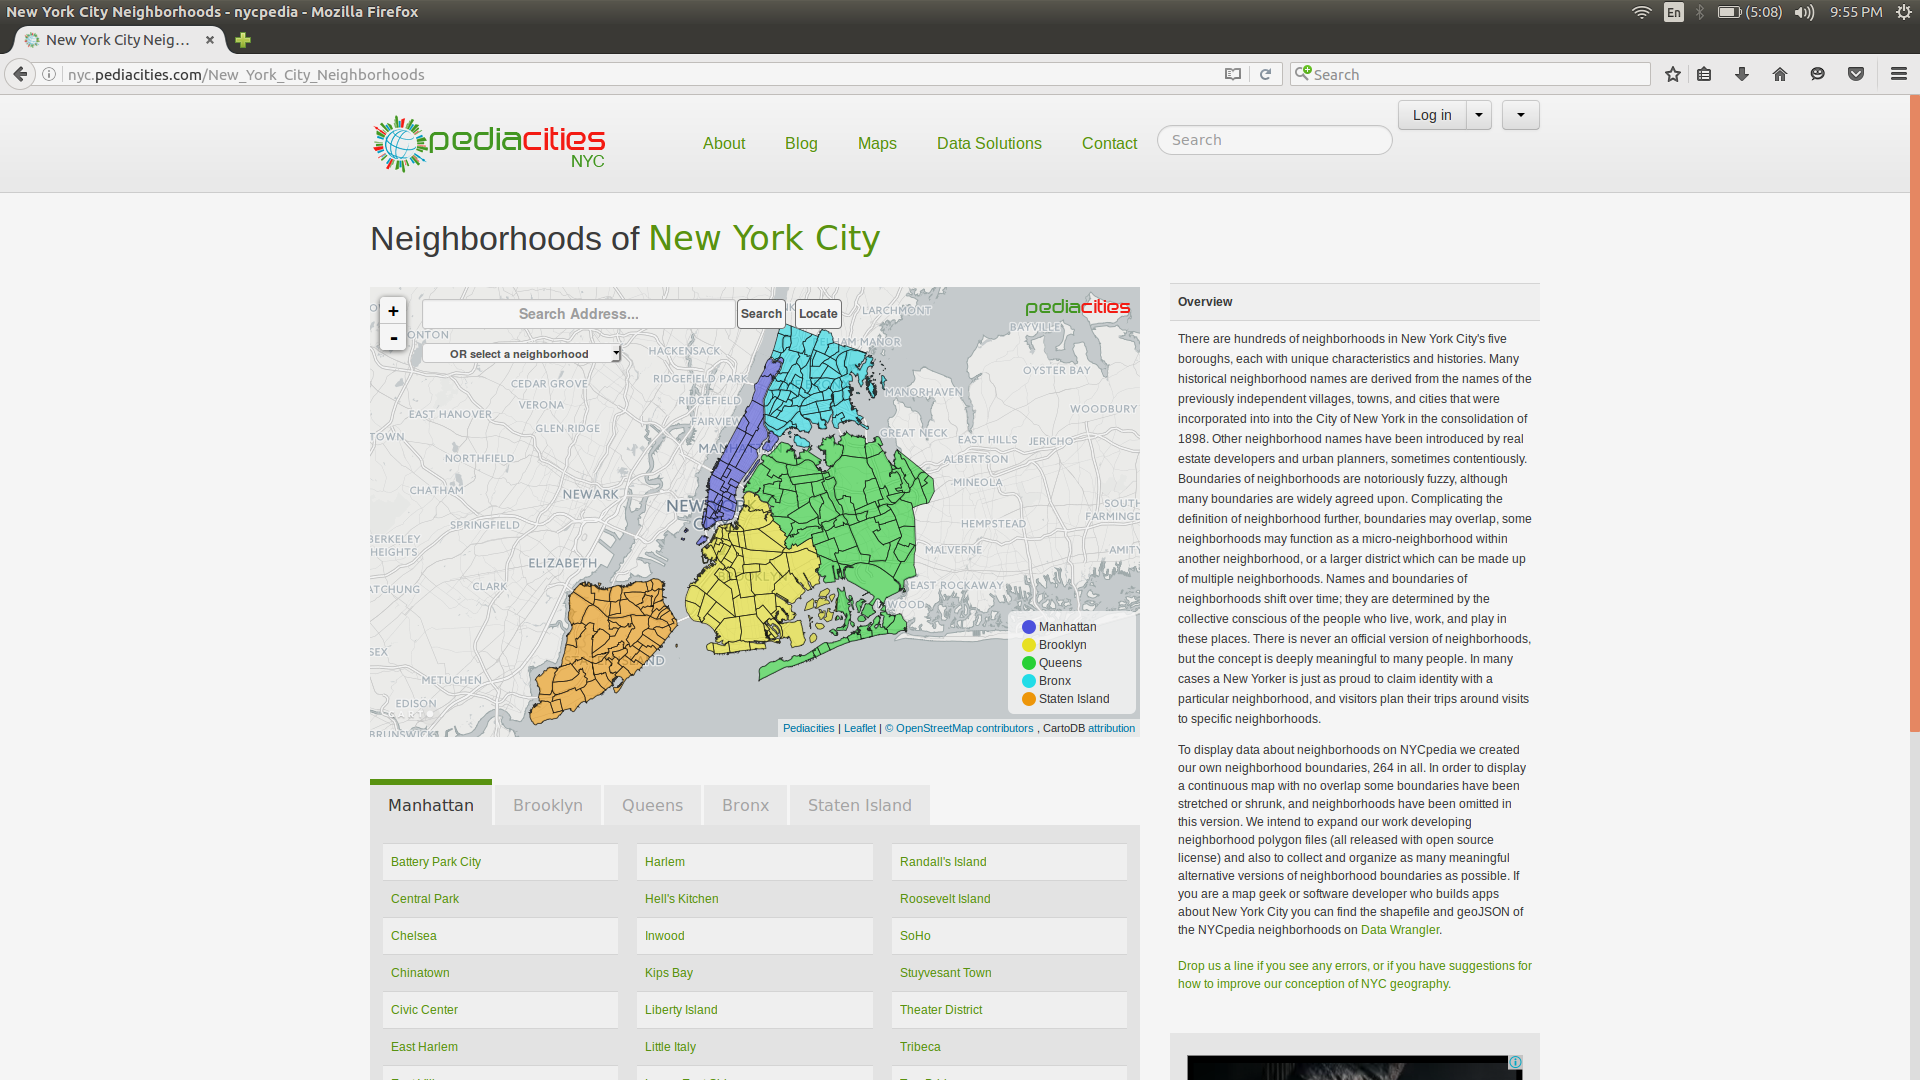 New York City Neighborhoods - nycpedia - Mozilla Firefox
En
(5:08)
9:55 PM
New York City Neig...
nyc.pediacities.com/New_York_City_Neighborhoods
Search
pediacities
NYC
About
Blog
Maps
Data Solutions
Contact
Search
Log in
Neighborhoods of New York City
+
-
Search Address...
Search
Locate
OR select a neighborhood
pediacities
LARCHMONT
BAYVILLE
HACKENSACK
OYSTER BAY
RIDGEFIELD PARK
CEDAR GROVE
MANORHAVEN
VERONA
RIDGEFIELD
WOODBURY
EAST HANOVER
FAIRVIEW
GLEN RIDGE
GREAT NECK
EAST HILLS
JERICHO
NORTHFIELD
ALBERTON
MINEOLA
CHATHAM
NEWARK
SOUTH
FARMINGD
SPRINGFIELD
HEMPSTEAD
BERKELEY
HEIGHTS
MALVERNE
AMITY
ELIZABETH
CLARK
EAST ROCKAWAY
METUCHEN
EDISON
BRUNSWICK
Manhattan
Brooklyn
Queens
Bronx
Staten Island
Pediacities | Leaflet | © OpenStreetMap contributors , CartoDB attribution
Manhattan
Brooklyn
Queens
Bronx
Staten Island
Battery Park City
Harlem
Randall's Island
Central Park
Hell's Kitchen
Roosevelt Island
Chelsea
Inwood
SoHo
Chinatown
Kips Bay
Stuyvesant Town
Civic Center
Liberty Island
Theater District
East Harlem
Little Italy
Tribeca
Overview
There are hundreds of neighborhoods in New York City's five
boroughs, each with unique characteristics and histories. Many
historical neighborhood names are derived from the names of the
previously independent villages, towns, and cities that were
incorporated into into the City of New York in the consolidation of
1898. Other neighborhood names have been introduced by real
estate developers and urban planners, sometimes contentiously.
Boundaries of neighborhoods are notoriously fuzzy, although
many boundaries are widely agreed upon. Complicating the
definition of neighborhood further, boundaries may overlap, some
neighborhoods may function as a micro-neighborhood within
another neighborhood, or a larger district which can be made up
of multiple neighborhoods. Names and boundaries of
neighborhoods shift over time; they are determined by the
collective conscious of the people who live, work, and play in
these places. There is never an official version of neighborhoods,
but the concept is deeply meaningful to many people. In many
cases a New Yorker is just as proud to claim identity with a
particular neighborhood, and visitors plan their trips around visits
to specific neighborhoods.
To display data about neighborhoods on NYCpedia we created
our own neighborhood boundaries, 264 in all. In order to display
a continuous map with no overlap some boundaries have been
stretched or shrunk, and neighborhoods have been omitted in
this version. We intend to expand our work developing
neighborhood polygon files (all released with open source
license) and also to collect and organize as many meaningful
alternative versions of neighborhood boundaries as possible. If
you are a map geek or software developer who builds apps
about New York City you can find the shapefile and geoJSON of
the NYCpedia neighborhoods on Data Wrangler.
Drop us a line if you see any errors, or if you have suggestions for
how to improve our conception of NYC geography.